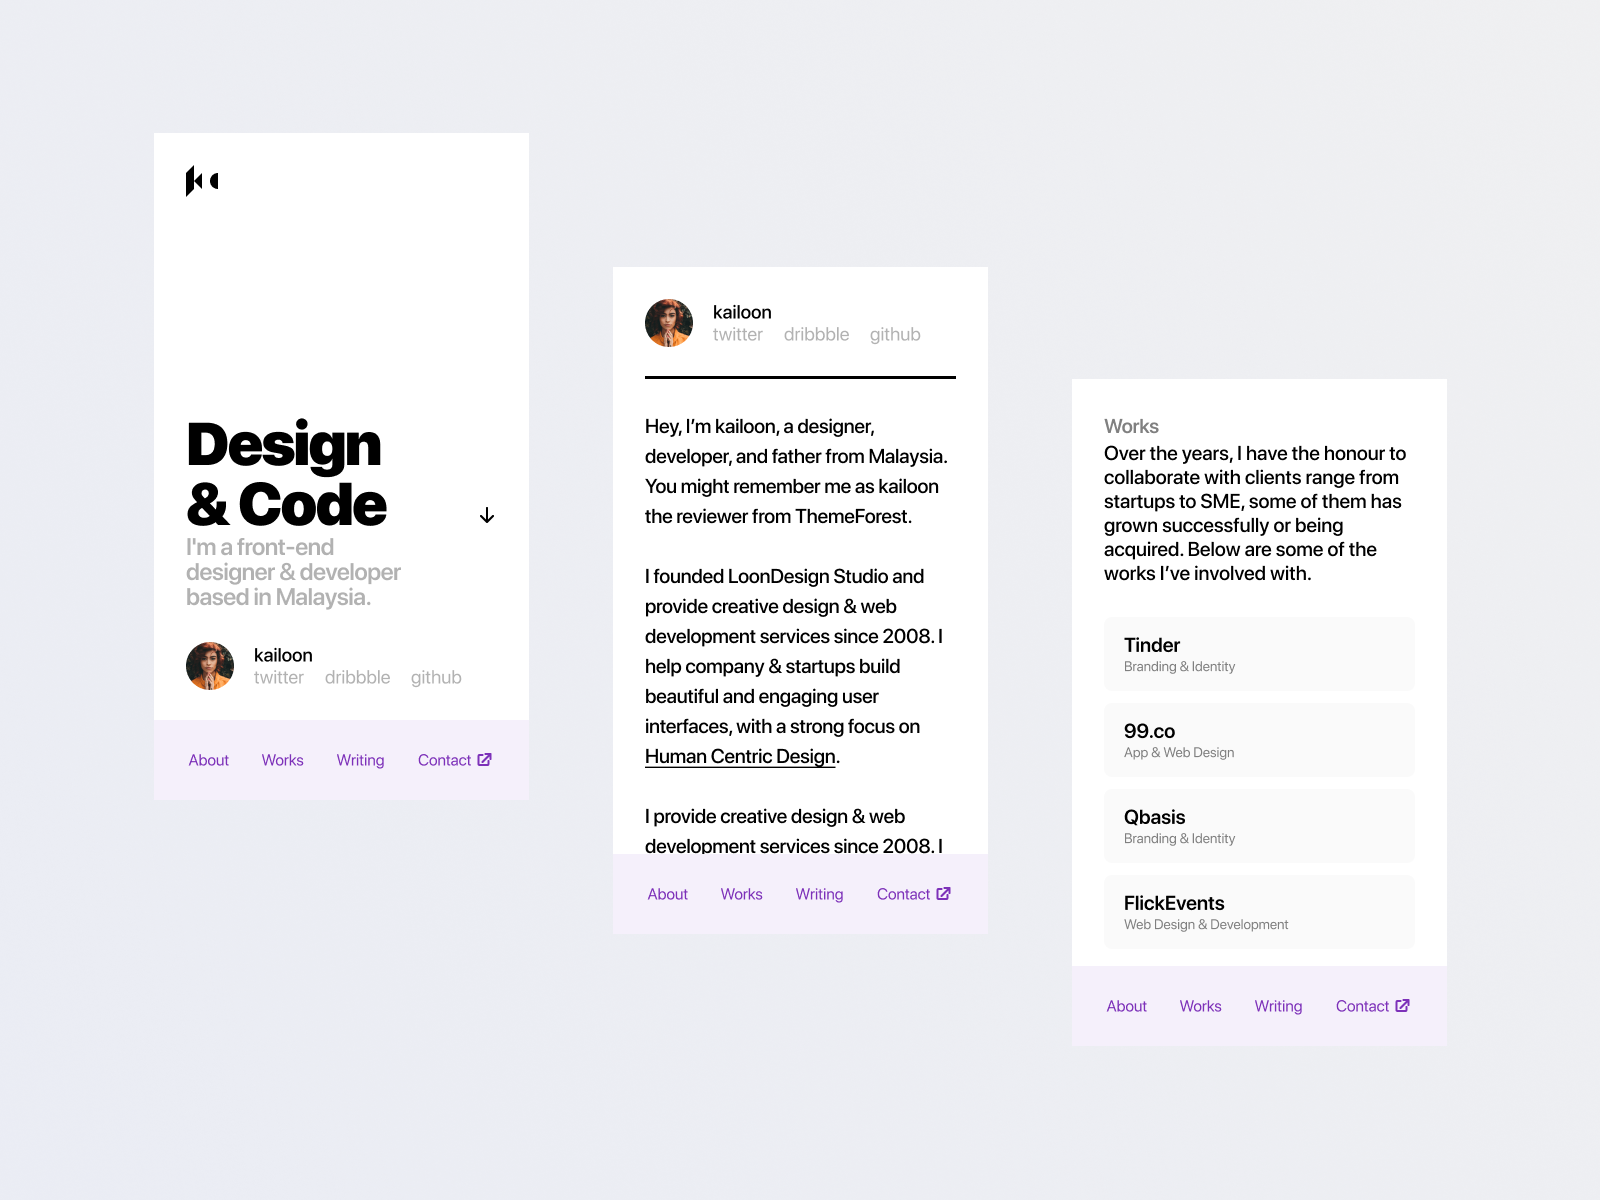 Design
& Code
I'm a front-end
designer & developer
based in Malaysia.
kailoon
twitter dribbble github
About Works Writing Contact
kailoon
twitter dribbble github
Hey, I’m kailoon, a designer,
developer, and father from Malaysia.
You might remember me as kailoon
the reviewer from ThemeForest.
I founded LoonDesign Studio and
provide creative design & web
development services since 2008. I
help company & startups build
beautiful and engaging user
interfaces, with a strong focus on
Human Centric Design.
I provide creative design & web
development services since 2008. I
About Works Writing Contact
Works
Over the years, I have the honour to
collaborate with clients range from
startups to SME, some of them has
grown successfully or being
acquired. Below are some of the
works I’ve involved with.
Tinder
Branding & Identity
99.co
App & Web Design
Qbasis
Branding & Identity
FlickEvents
Web Design & Development
About Works Writing Contact